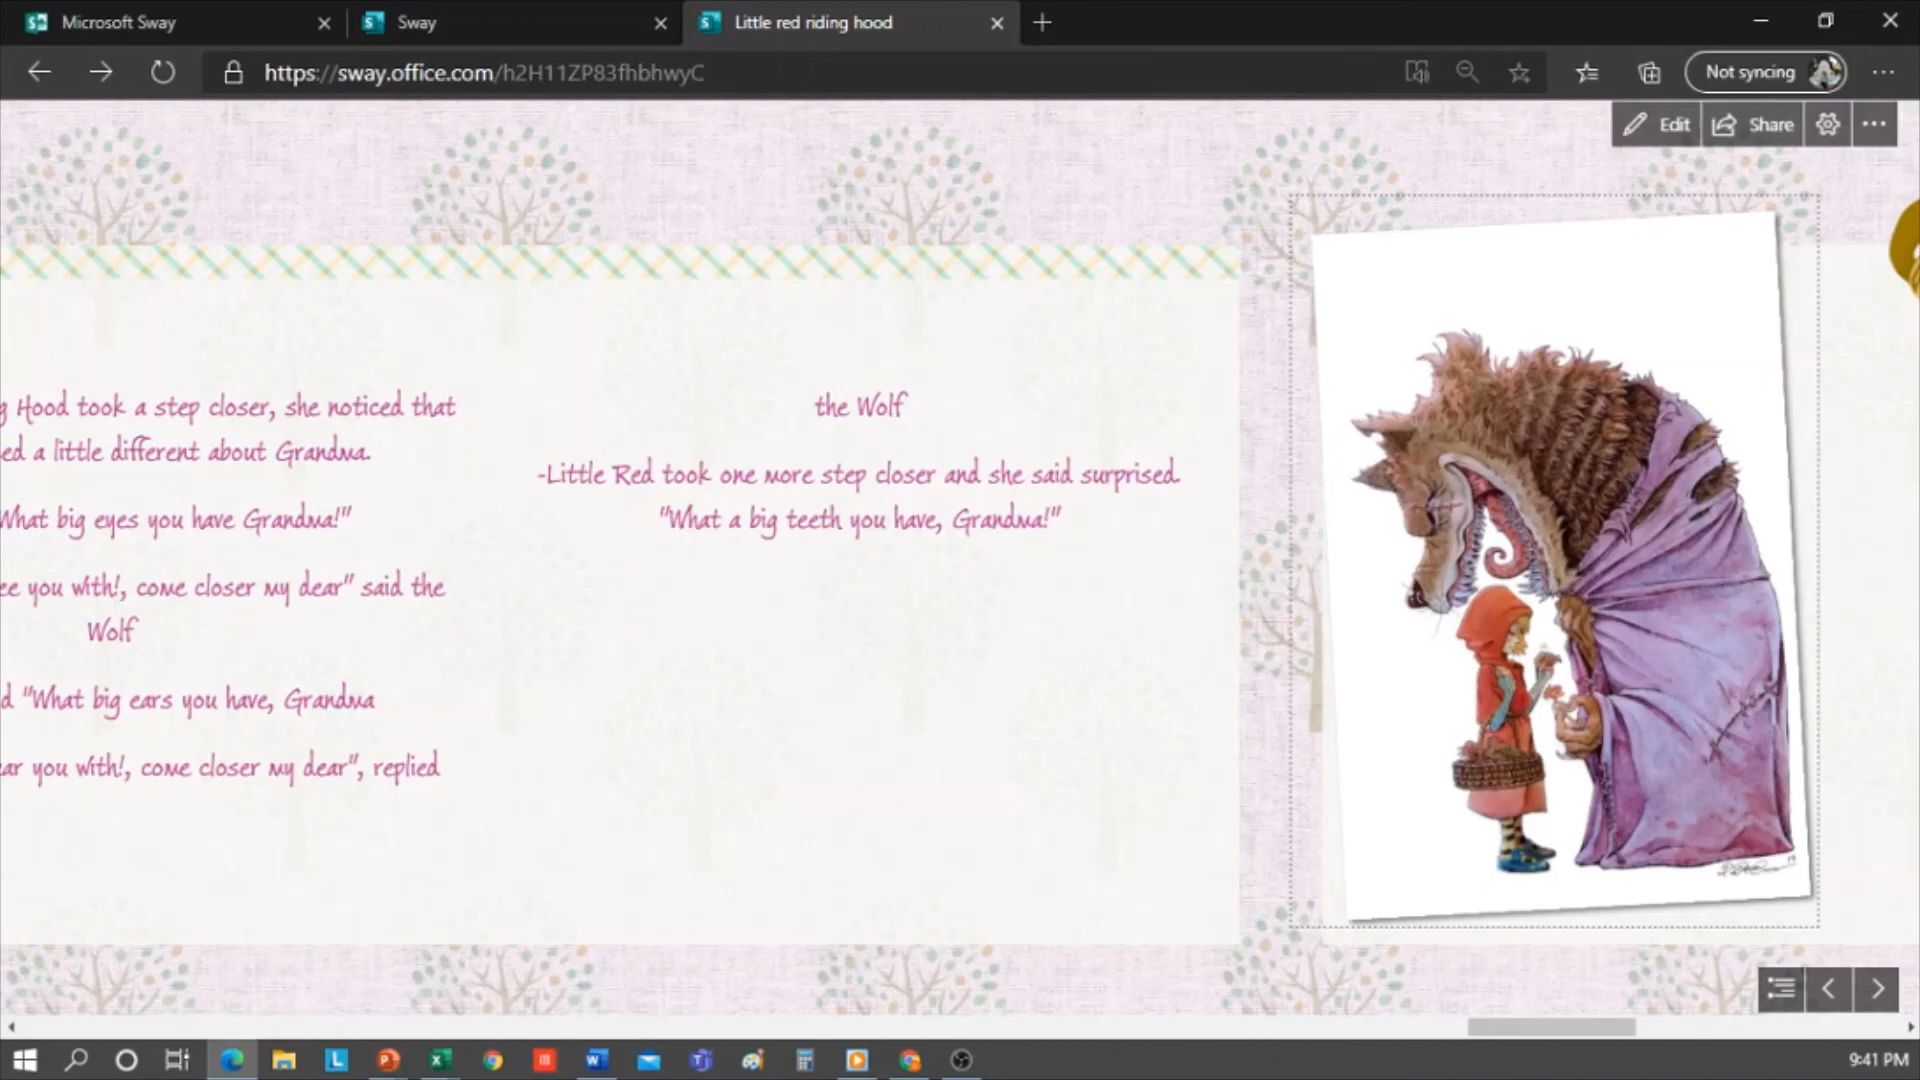 Microsoft Sway
Sway
Little red riding hood
https://sway.office.com/h2H11ZP83fhbhwyC
Not syncing
Edit
Share
g Hood took a step closer, she noticed that
ed a little different about Grandma.
What big eyes you have Grandma!"
ee you with!, come closer my dear" said the
Wolf
d "What big ears you have, Grandma
ar you with!, come closer my dear", replied
the Wolf
-Little Red took one more step closer and she said surprised.
"What a big teeth you have, Grandma!"
9:41 PM